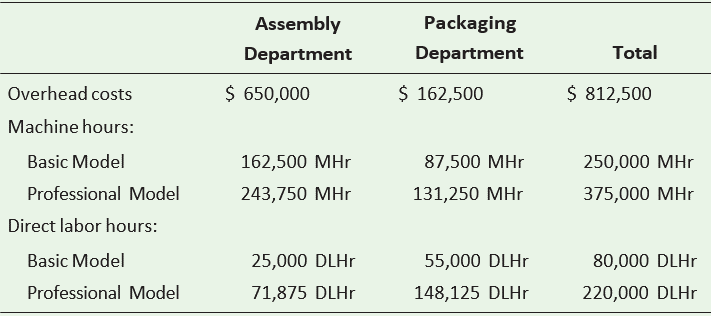 Assembly Department Packaging Department Total
Overhead costs $ 650,000 $ 162,500 $ 812,500
Machine hours:
Basic Model 162,500 MHr 87,500 MHr 250,000 MHr
Professional Model 243,750 MHr 131,250 MHr 375,000 MHr
Direct labor hours:
Basic Model 25,000 DLHr 55,000 DLHr 80,000 DLHr
Professional Model 71,875 DLHr 148,125 DLHr 220,000 DLHr